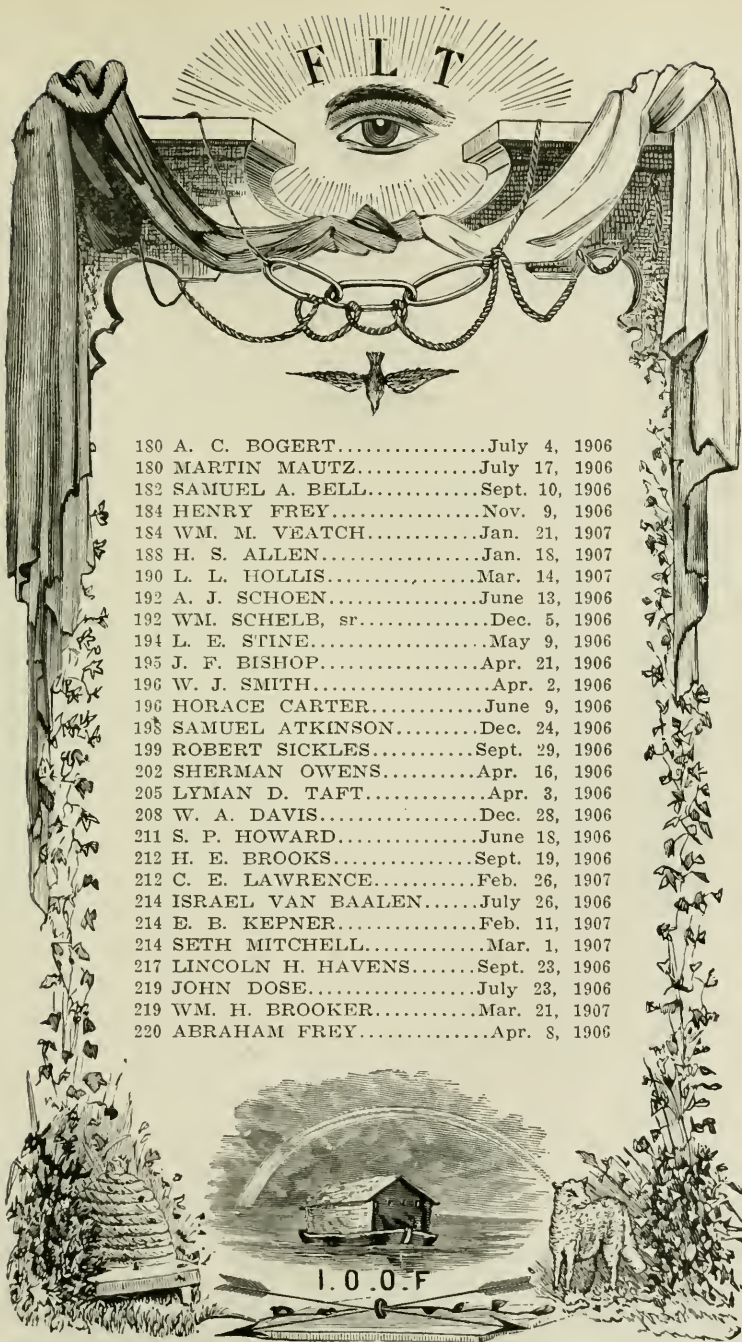 F L T
180 A. C. BOGERT................July 4, 1906
180 MARTIN MAUTZ.............July 17, 1906
182 SAMUEL A. BELL............Sept. 10, 1906
184 HENRY FREY.................Nov. 9, 1906
184 WM. M. VEATCH.............Jan. 21, 1907
188 H. S. ALLEN..................Jan. 18, 1907
190 L. L. HOLLIS.................Mar. 14, 1907
192 A. J. SCHOEN................June 13, 1906
192 WM. SCHELB, sr..............Dec. 5, 1906
194 L. E. STINE....................May 9, 1906
195 J. F. BISHOP..................Apr. 21, 1906
196 W. J. SMITH....................Apr. 2, 1906
196 HORACE CARTER.............June 9, 1906
198 SAMUEL ATKINSON.........Dec. 24, 1906
199 ROBERT SICKLES...........Sept. 29, 1906
202 SHERMAN OWENS..........Apr. 16, 1906
205 LYMAN D. TAFT..............Apr. 3, 1906
208 W. A. DAVIS..................Dec. 28, 1906
211 S. P. HOWARD...............June 18, 1906
212 H. E. BROOKS...............Sept. 19, 1906
212 C. E. LAWRENCE...........Feb. 26, 1907
214 ISRAEL VAN BAALEN......July 26, 1906
214 E. B. KEPNER................Feb. 11, 1907
214 SETH MITCHELL.............Mar. 1, 1907
217 LINCOLN H. HAVENS.......Sept. 23, 1906
219 JOHN DOSE..................July 23, 1906
219 WM. H. BROOKER...........Mar. 21, 1907
220 ABRAHAM FREY..............Apr. 8, 1906
I.O.O.F